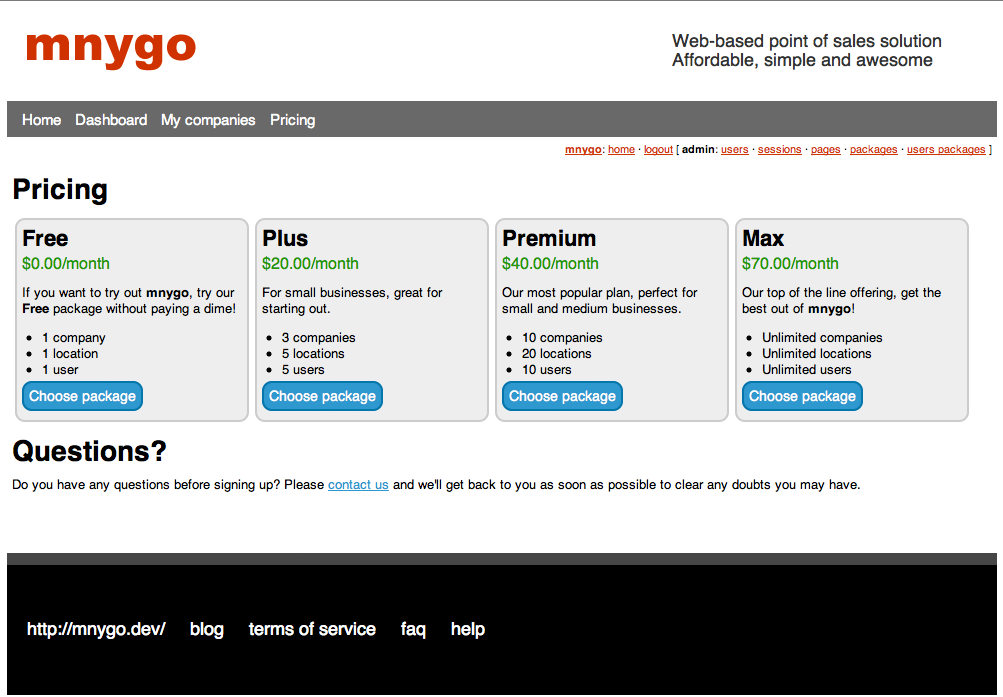 mnygo
Web-based point of sales solution
Affordable, simple and awesome
Home Dashboard My companies Pricing
mnygo: home · logout [ admin: users · sessions · pages · packages · users packages ]
Pricing
Free
$0.00/month
If you want to try out mnygo, try our
Free package without paying a dime!
• 1 company
• 1 location
• 1 user
Choose package
Plus
$20.00/month
For small businesses, great for
starting out.
• 3 companies
• 5 locations
• 5 users
Choose package
Premium
$40.00/month
Our most popular plan, perfect for
small and medium businesses.
• 10 companies
• 20 locations
• 10 users
Choose package
Max
$70.00/month
Our top of the line offering, get the
best out of mnygo!
• Unlimited companies
• Unlimited locations
• Unlimited users
Choose package
Questions?
Do you have any questions before signing up? Please contact us and we'll get back to you as soon as possible to clear any doubts you may have.
http://mnygo.dev/ blog terms of service faq help